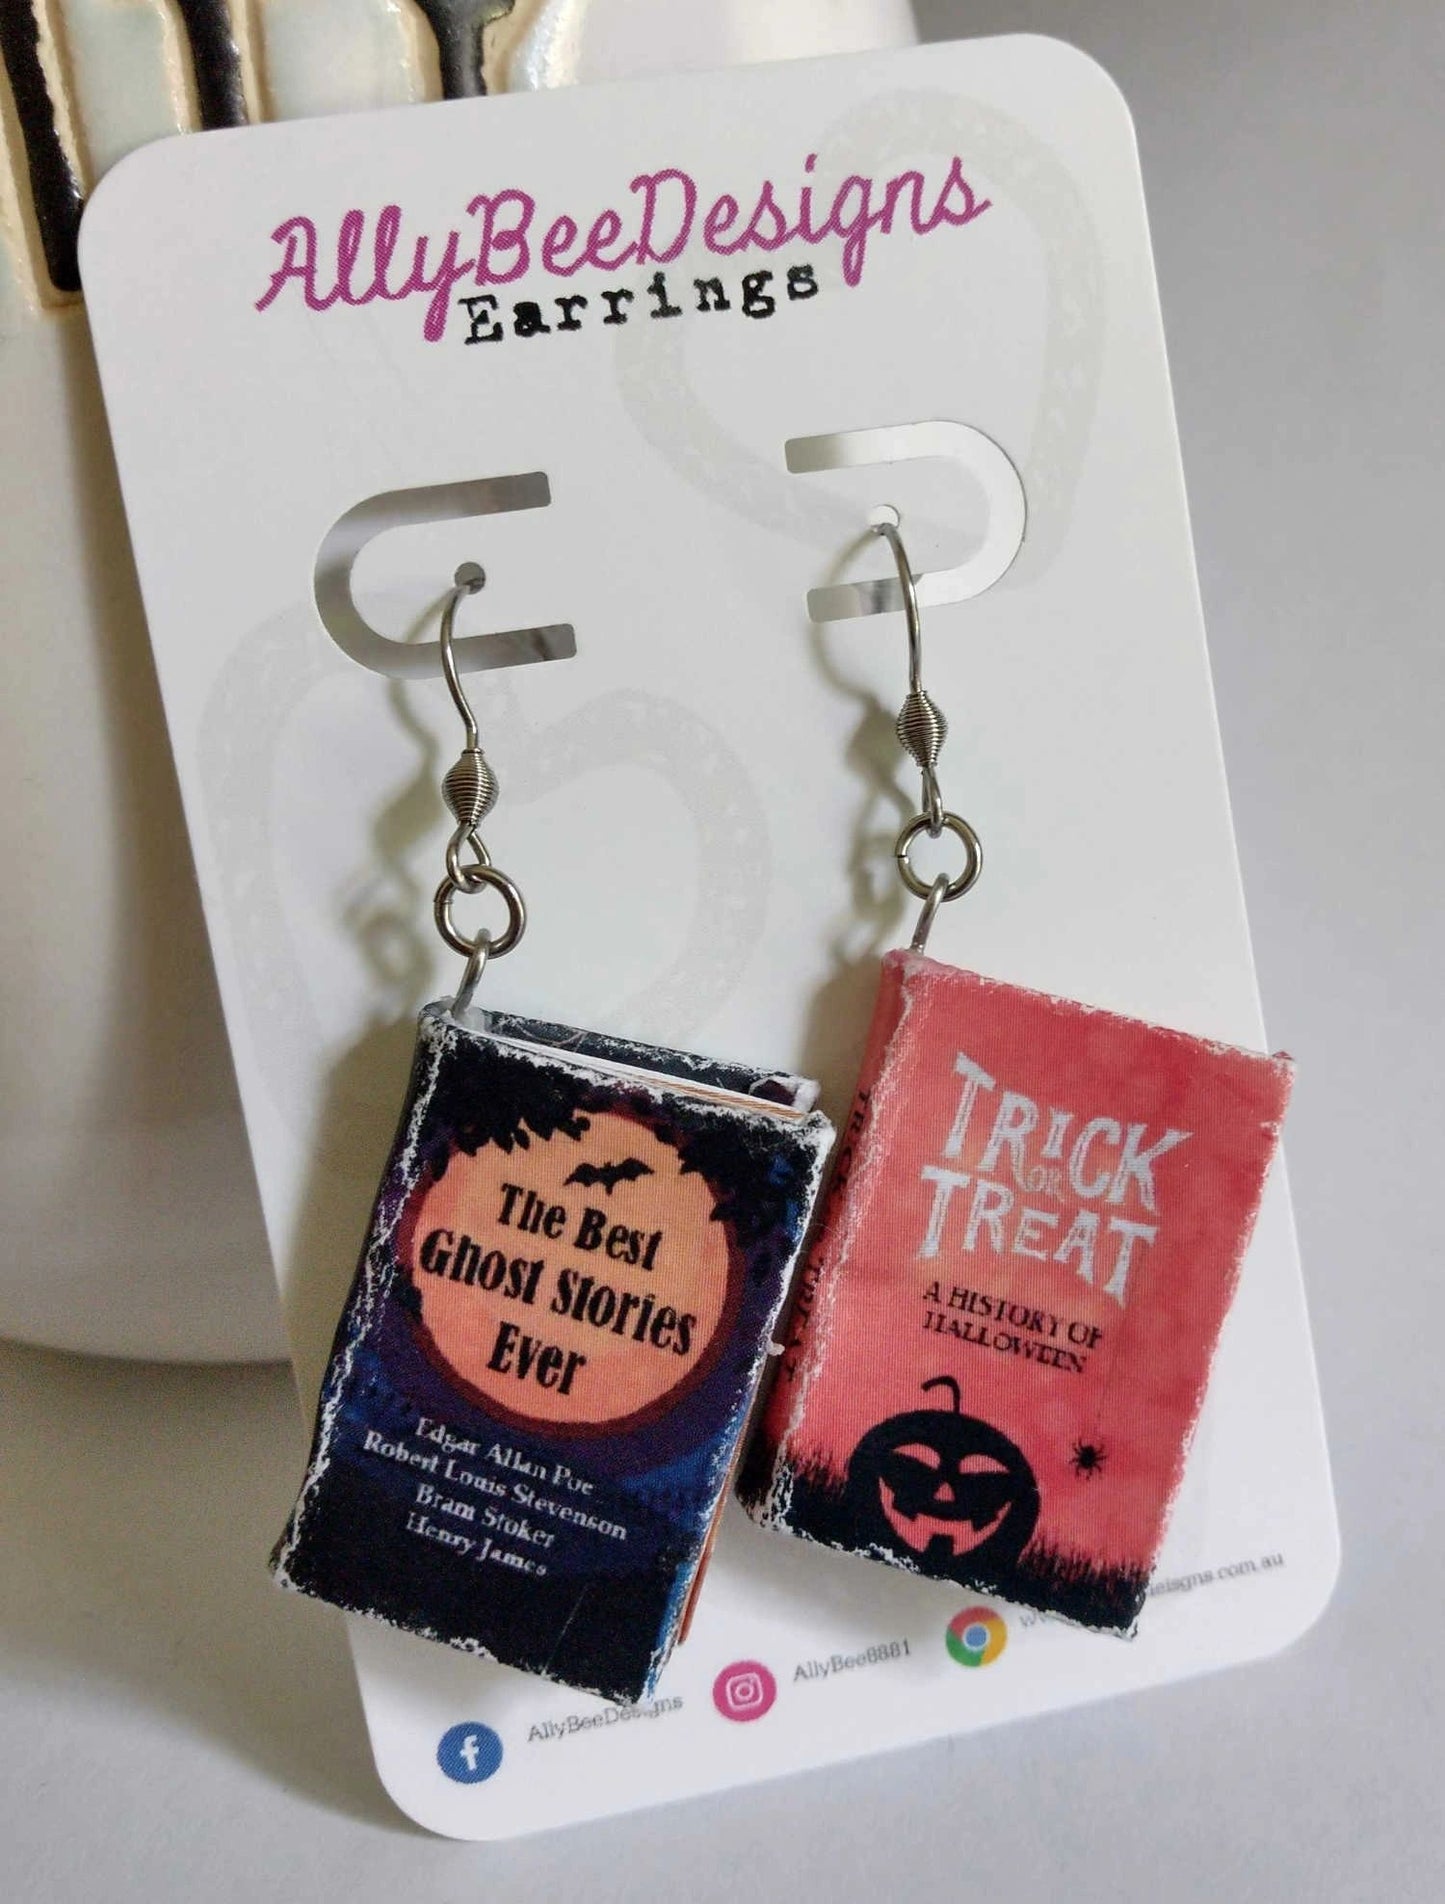 AllyBeeDesigns
Earrings
The Best
Ghost Stories
Ever
Edgar Allan Poe
Robert Louis Stevenson
Bram Stoker
Henry James
TRICK
OR
TREAT
A HISTORY OF
HALLOWEEN
TREAT
AllyBeeDesigns
AllyBee8881